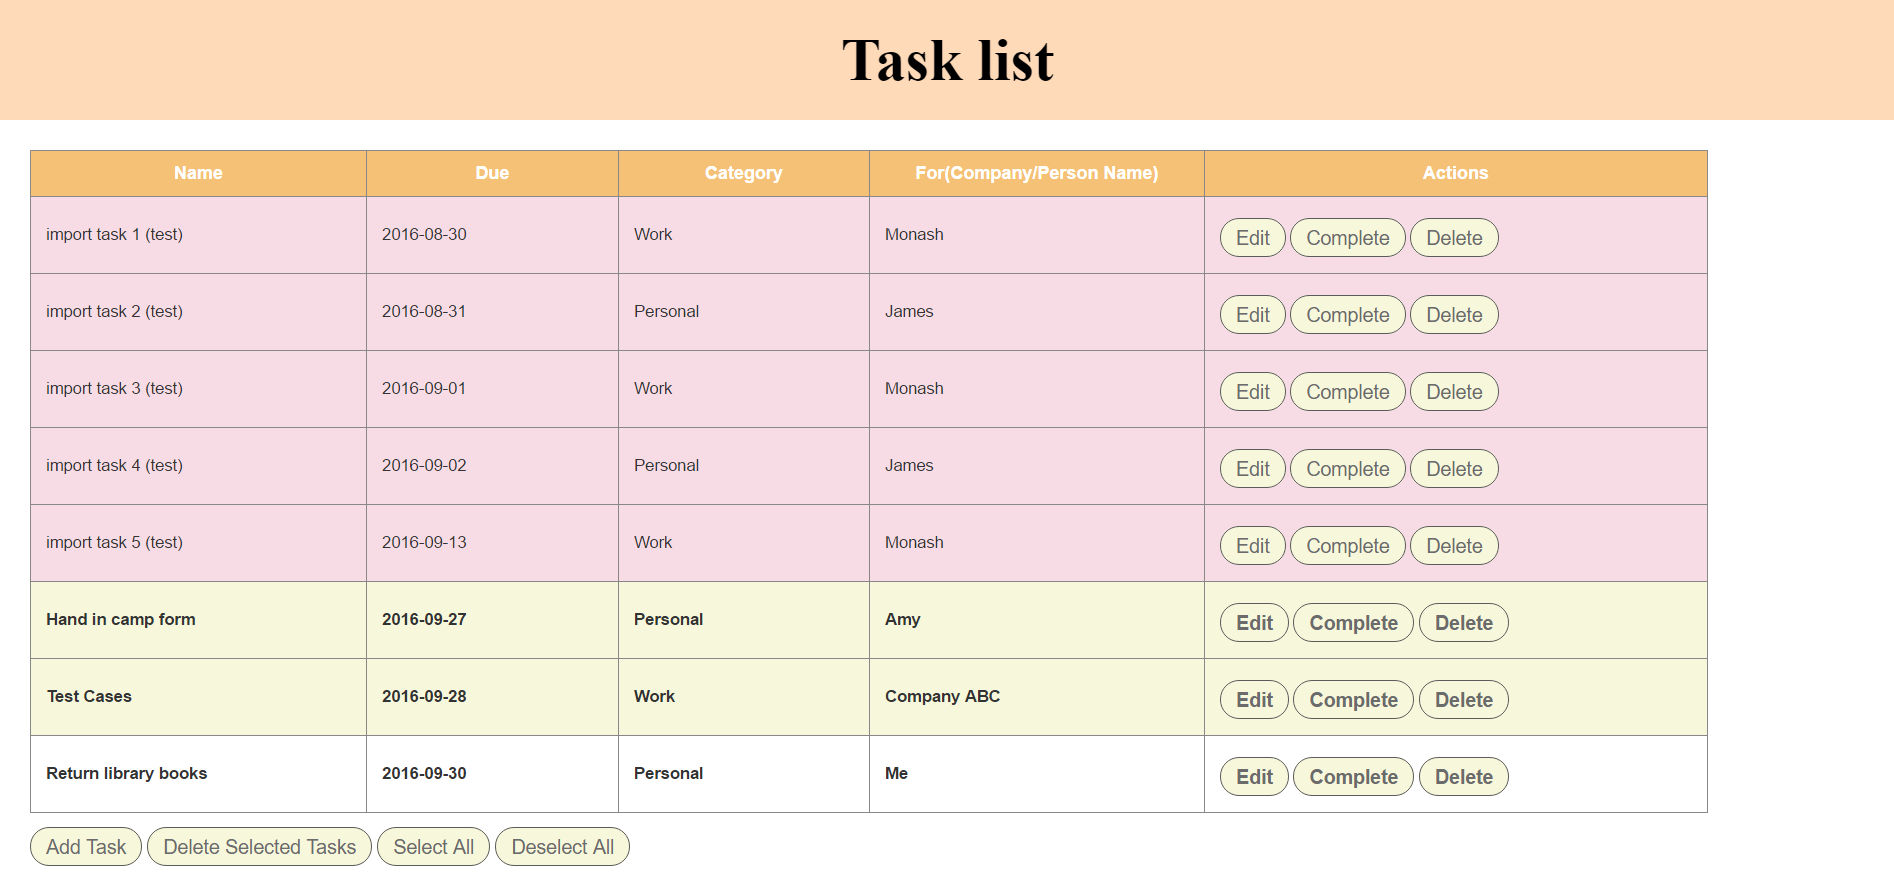 Task list
Name Due Category For(Company/Person Name) Actions
import task 1 (test) 2016-08-30 Work Monash Edit Complete Delete
import task 2 (test) 2016-08-31 Personal James Edit Complete Delete
import task 3 (test) 2016-09-01 Work Monash Edit Complete Delete
import task 4 (test) 2016-09-02 Personal James Edit Complete Delete
import task 5 (test) 2016-09-13 Work Monash Edit Complete Delete
Hand in camp form 2016-09-27 Personal Amy Edit Complete Delete
Test Cases 2016-09-28 Work Company ABC Edit Complete Delete
Return library books 2016-09-30 Personal Me Edit Complete Delete
Add Task Delete Selected Tasks Select All Deselect All